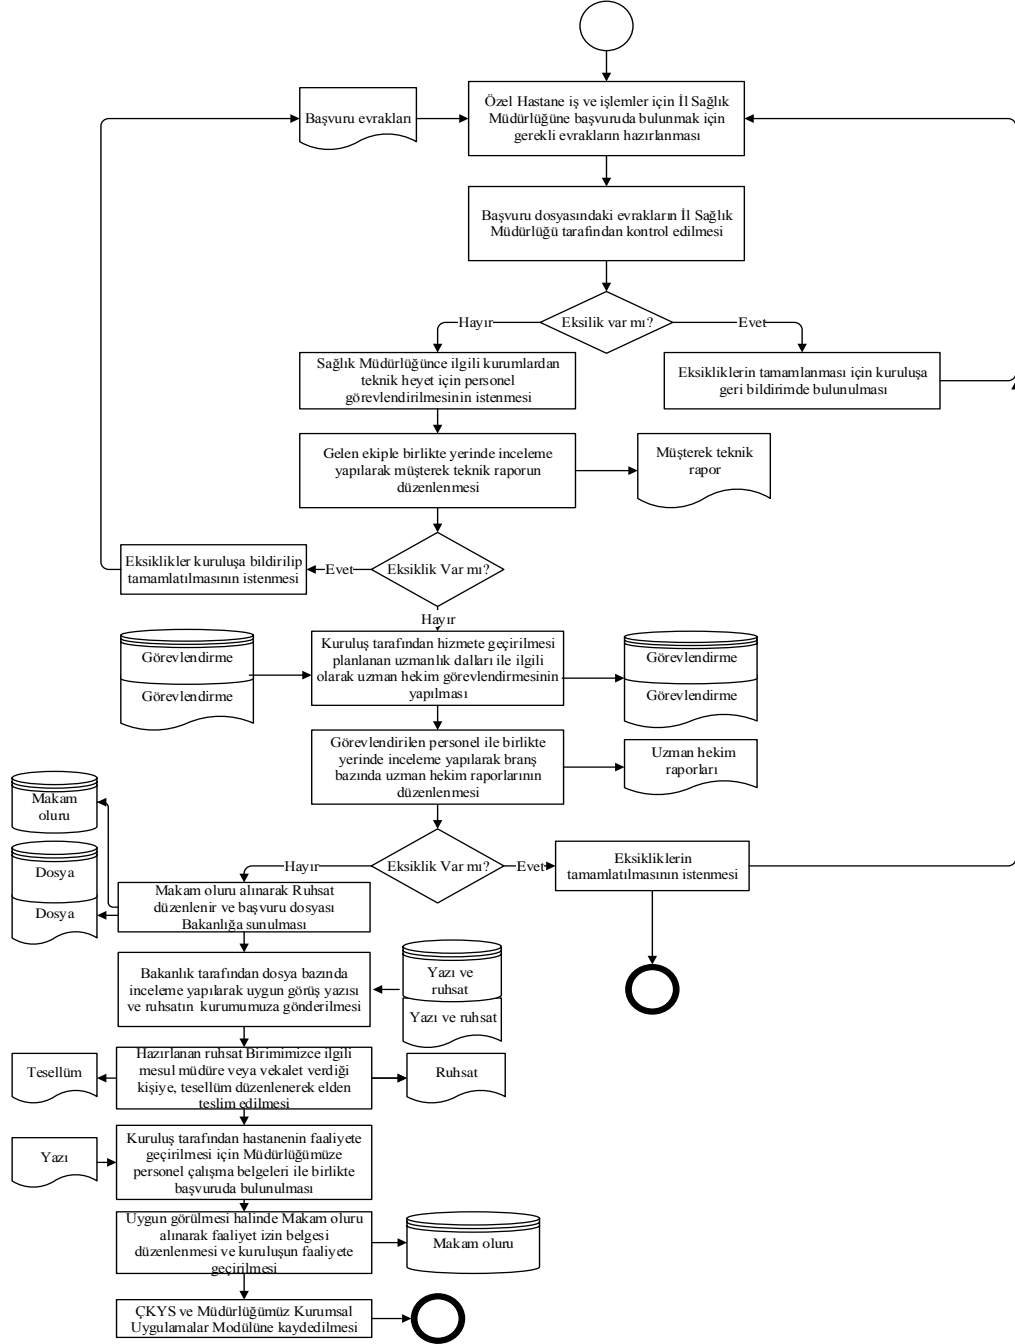 Başvuru evrakları
Özel Hastane iş ve işlemler için İl Sağlık
Müdürlüğüne başvuruda bulunmak için
gerekli evrakların hazırlanması
Başvuru dosyasındaki evrakların İl Sağlık
Müdürlüğü tarafından kontrol edilmesi
Eksilik var mı?
Hayır
Evet
Sağlık Müdürlüğünce ilgili kurumlardan
teknik heyet için personel
görevlendirilmesinin istenmesi
Eksikliklerin tamamlanması için kuruluşa
geri bildirimde bulunulması
Gelen ekiple birlikte yerinde inceleme
yapılarak müşterek teknik raporun
düzenlenmesi
Müşterek teknik
rapor
Eksiklikler kuruluşa bildirilip
tamamlatılmasının istenmesi
Evet
Eksiklik Var mı?
Hayır
Görevlendirme
Görevlendirme
Kuruluş tarafından hizmete geçirilmesi
planlanan uzmanlık dalları ile ilgili
olarak uzman hekim görevlendirmesinin
yapılması
Görevlendirme
Görevlendirme
Görevlendirilen personel ile birlikte
yerinde inceleme yapılarak branş
bazında uzman hekim raporlarının
düzenlenmesi
Uzman hekim
raporları
Makam
oluru
Hayır
Eksiklik Var mı?
Evet
Eksikliklerin
tamamlatılmasının istenmesi
Dosya
Dosya
Makam oluru alınarak Ruhsat
düzenlenir ve başvuru dosyası
Bakanlığa sunulması
Bakanlık tarafından dosya bazında
inceleme yapılarak uygun görüş yazısı
ve ruhsatın kurumumuza gönderilmesi
Yazı ve
ruhsat
Yazı ve ruhsat
Tesellüm
Hazırlanan ruhsat Birimimizce ilgili
mesul müdüre veya vekalet verdiği
kişiye, tesellüm düzenlenerek elden
teslim edilmesi
Ruhsat
Yazı
Kuruluş tarafından hastanenin faaliyete
geçirilmesi için Müdürlüğümüze
personel çalışma belgeleri ile birlikte
başvuruda bulunulması
Uygun görülmesi halinde Makam oluru
alınarak faaliyet izin belgesi
düzenlenmesi ve kuruluşun faaliyete
geçirilmesi
Makam oluru
ÇKYS ve Müdürlüğümüz Kurumsal
Uygulamalar Modülüne kaydedilmesi